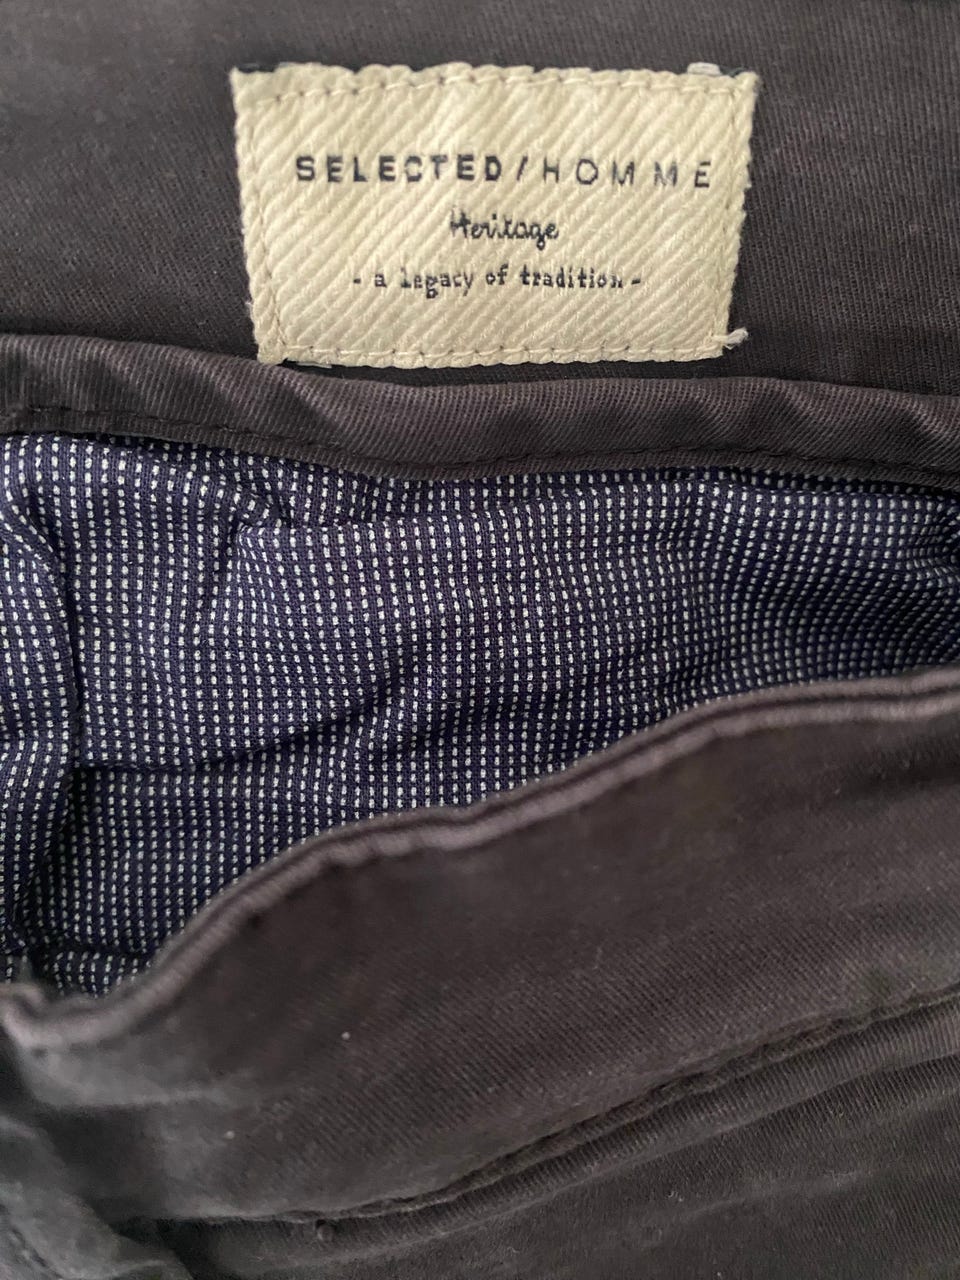 SELECTED/HOMME
Heritage
- a legacy of tradition -